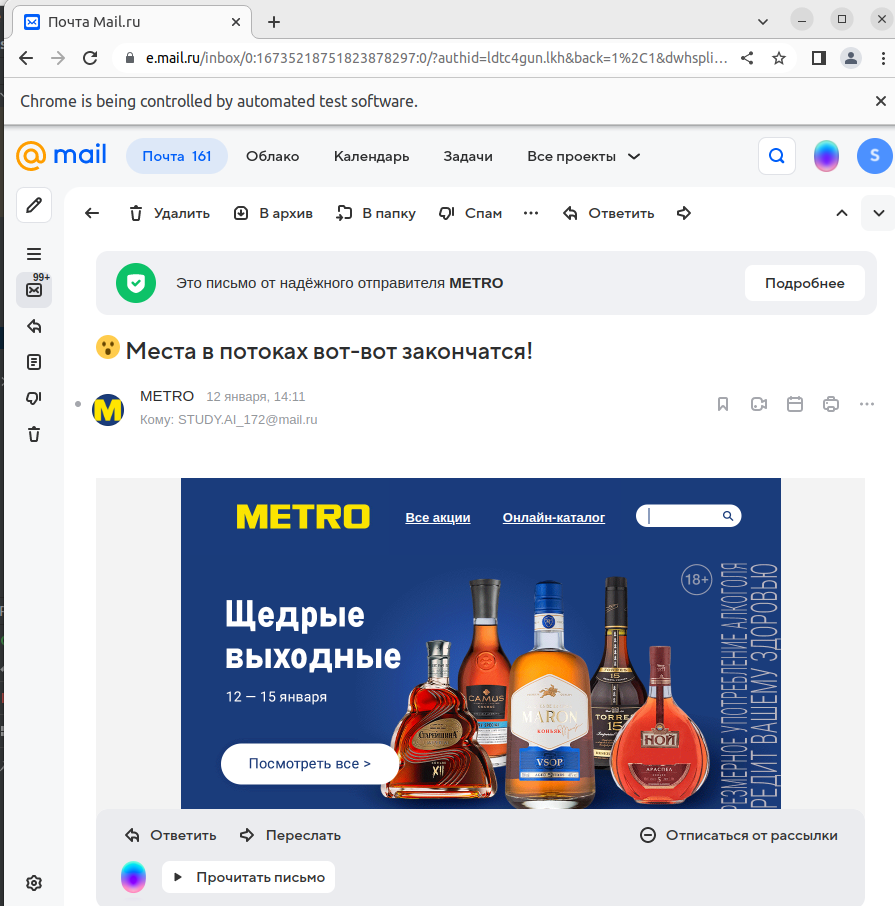 Почта Mail.ru
e.mail.ru/inbox/0:16735218751823878297:0/?authid=ldtc4gun.lkh&back=1%2C1&dwhspli...
Chrome is being controlled by automated test software.
@mail Почта 161 Облако Календарь Задачи Все проекты S
Удалить В архив В папку Спам ... Ответить
99+
Это письмо от надёжного отправителя METRO Подробнее
Места в потоках вот-вот закончатся!
METRO 12 января, 14:11
Кому: STUDY.AI_172@mail.ru
METRO Все акции Онлайн-каталог
18+
Щедрые
выходные
12 — 15 января
Посмотреть все >
СТАРЕЙШИНА
XII
CAMUS
MARON
КОНЬЯК
VSOP
15
TORRES
15
НОЙ
АРАСПЕЛ
УПОТРЕБЛЕНИЕ АЛКОГОЛЯ
ВАШЕМУ ЗДОРОВЬЮ
Ответить Переслать Отписаться от рассылки
Прочитать письмо